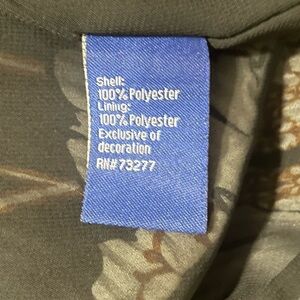 Shell:
100% Polyester
Lining:
100% Polyester
Exclusive of
decoration
RN# 73277